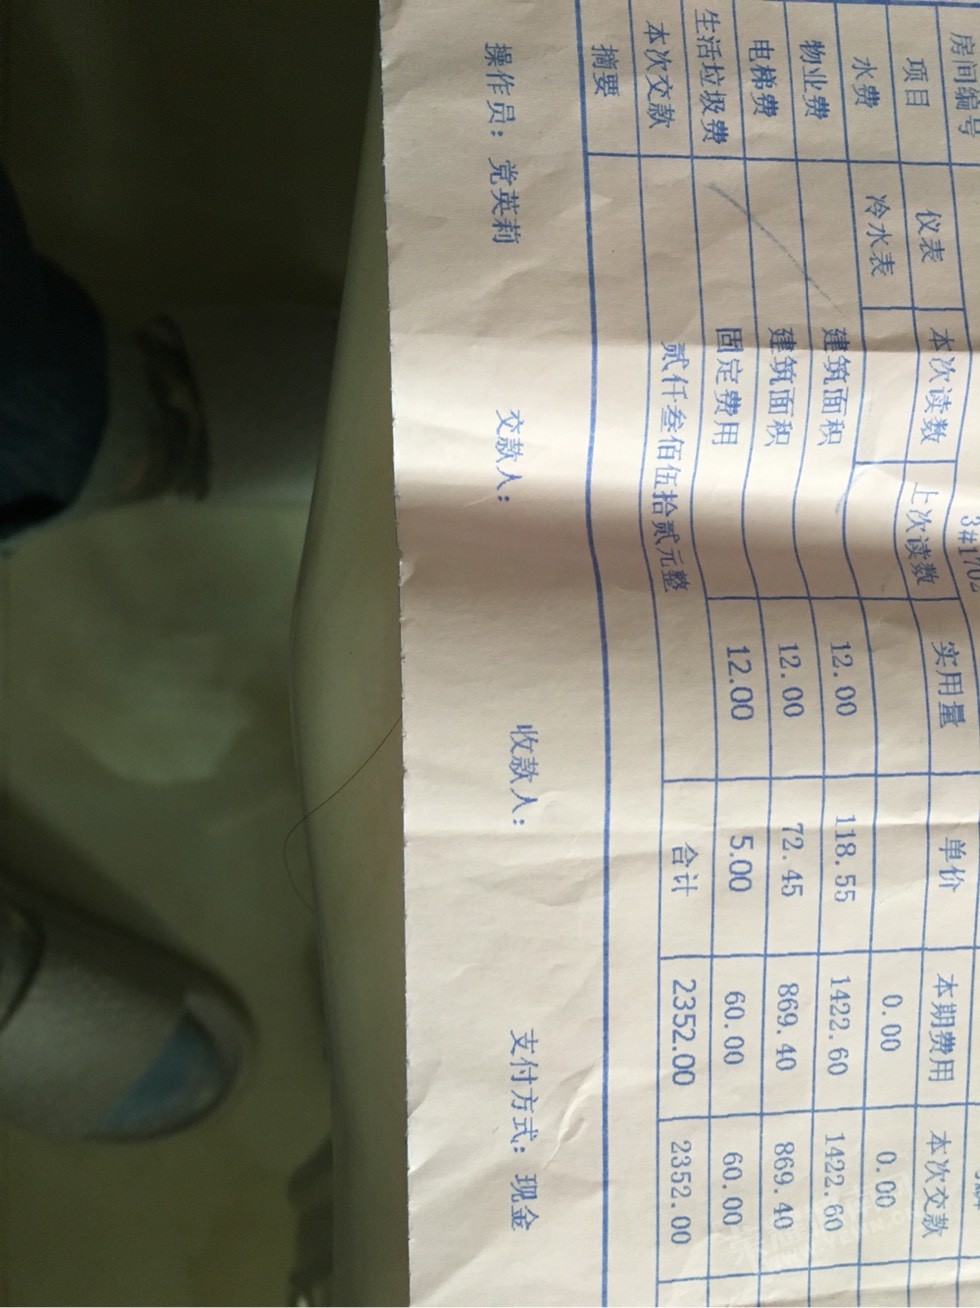 房间编号 3#1702
项目 仪表 本次读数 上次读数 实用量 单价 本期费用 本次交款
水费 冷水表 0.00 0.00
物业费 建筑面积 12.00 118.55 1422.60 1422.60
电梯费 建筑面积 12.00 72.45 869.40 869.40
生活垃圾费 固定费用 12.00 5.00 60.00 60.00
本次交款 贰仟叁佰伍拾贰元整 合计 2352.00 2352.00
摘要
操作员：党英莉 交款人： 收款人： 支付方式：现金